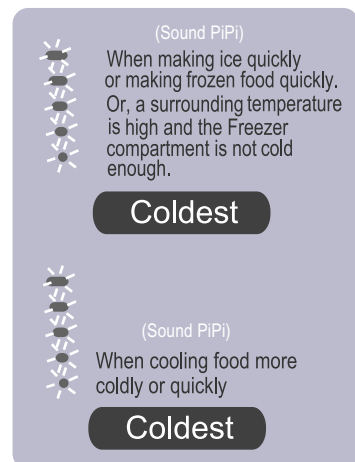 (Sound PiPi)
When making ice quickly
or making frozen food quickly.
Or, a surrounding temperature
is high and the Freezer
compartment is not cold
enough.
Coldest
(Sound PiPi)
When cooling food more
coldly or quickly
Coldest